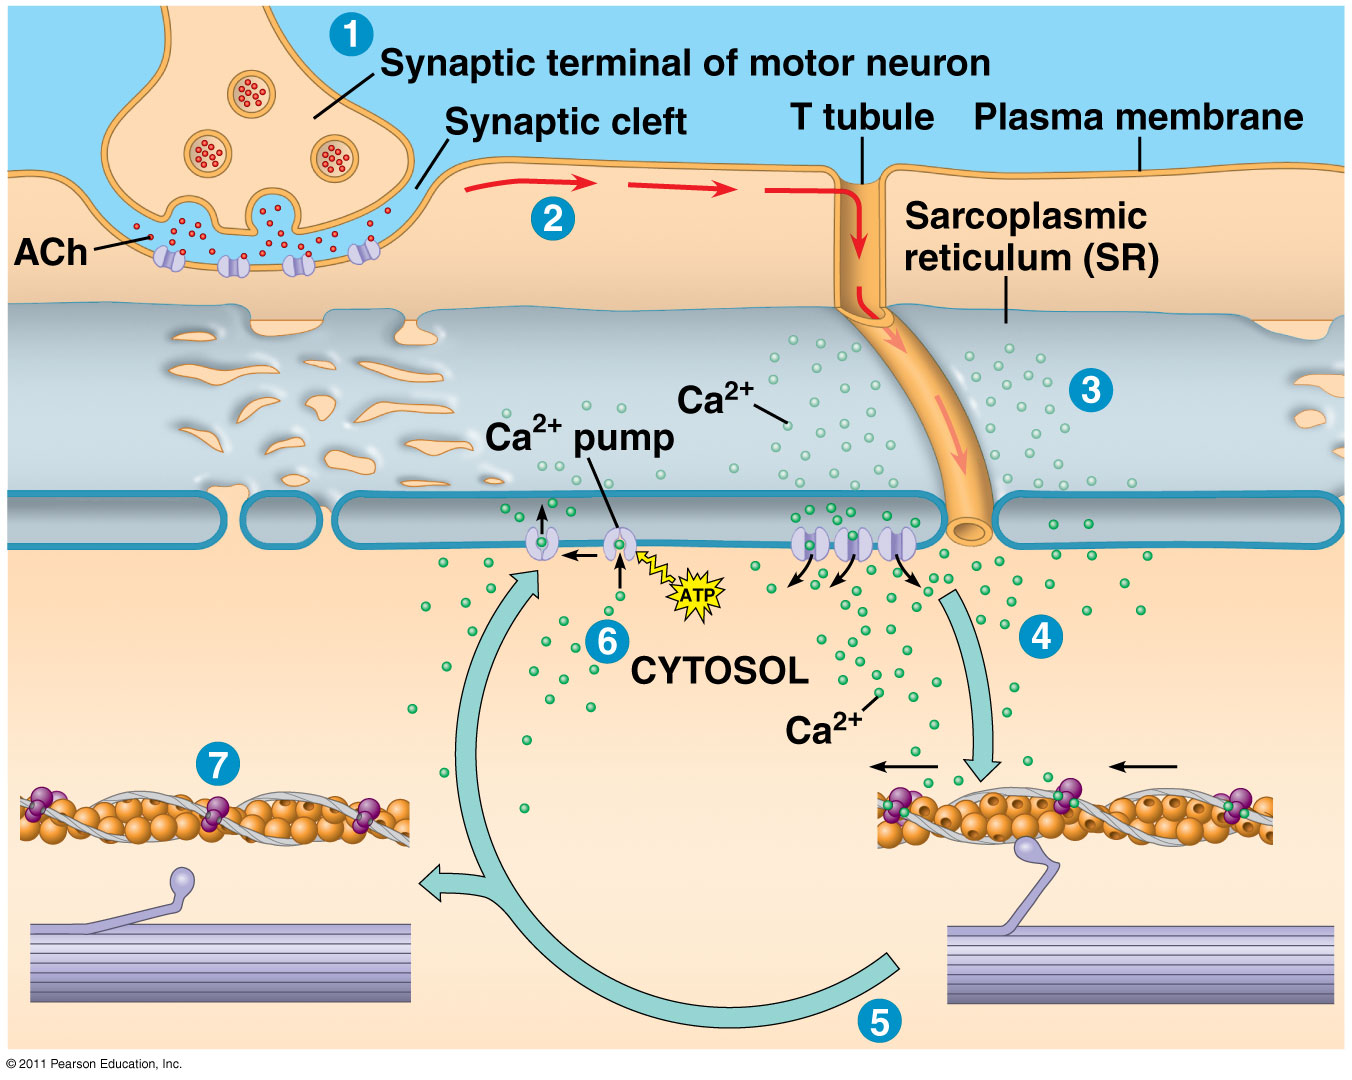 1
Synaptic terminal of motor neuron
Synaptic cleft
T tubule
Plasma membrane
2
Sarcoplasmic
reticulum (SR)
ACh
3
Ca2+
Ca2+ pump
ATP
6
4
CYTOSOL
Ca2+
7
5
© 2011 Pearson Education, Inc.